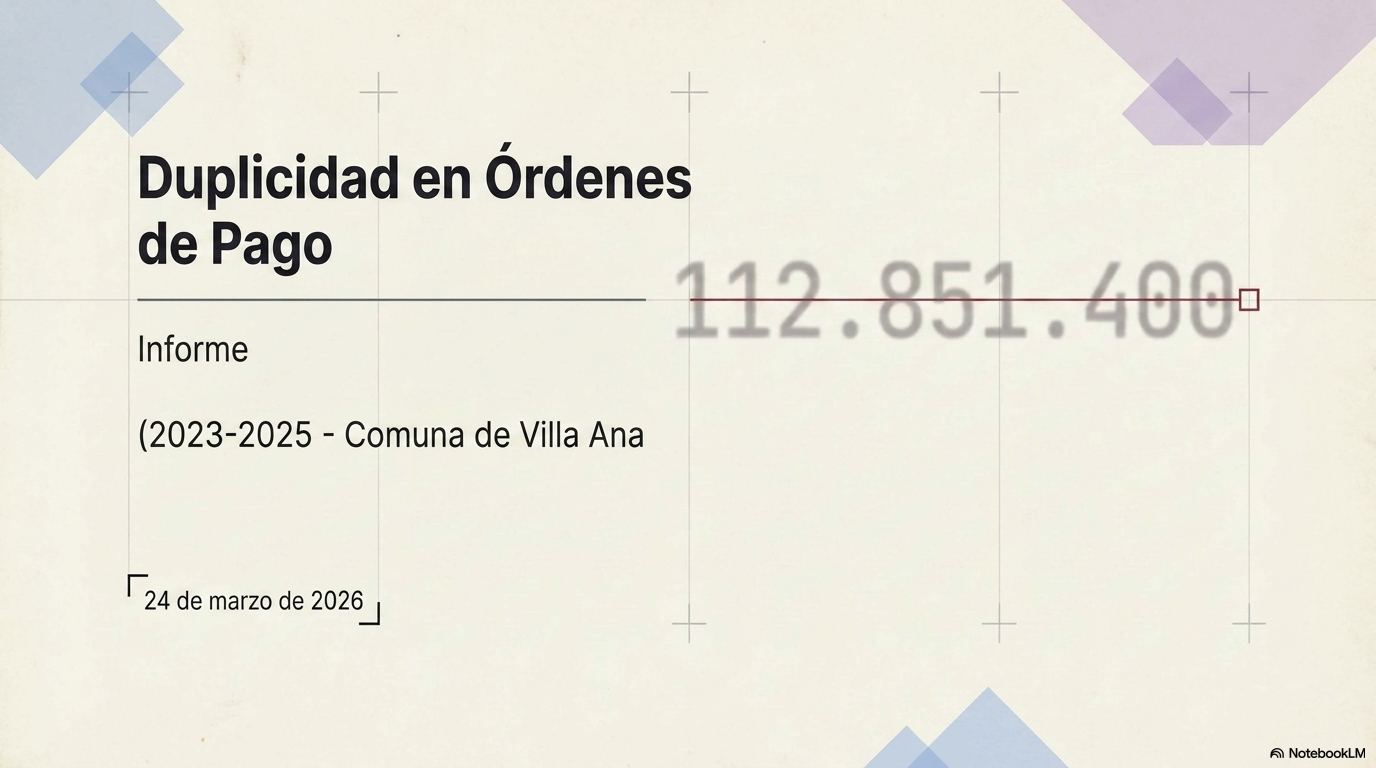 Duplicidad en Órdenes
de Pago
112.851.400
Informe
(2023-2025 - Comuna de Villa Ana
24 de marzo de 2026
NotebookLM